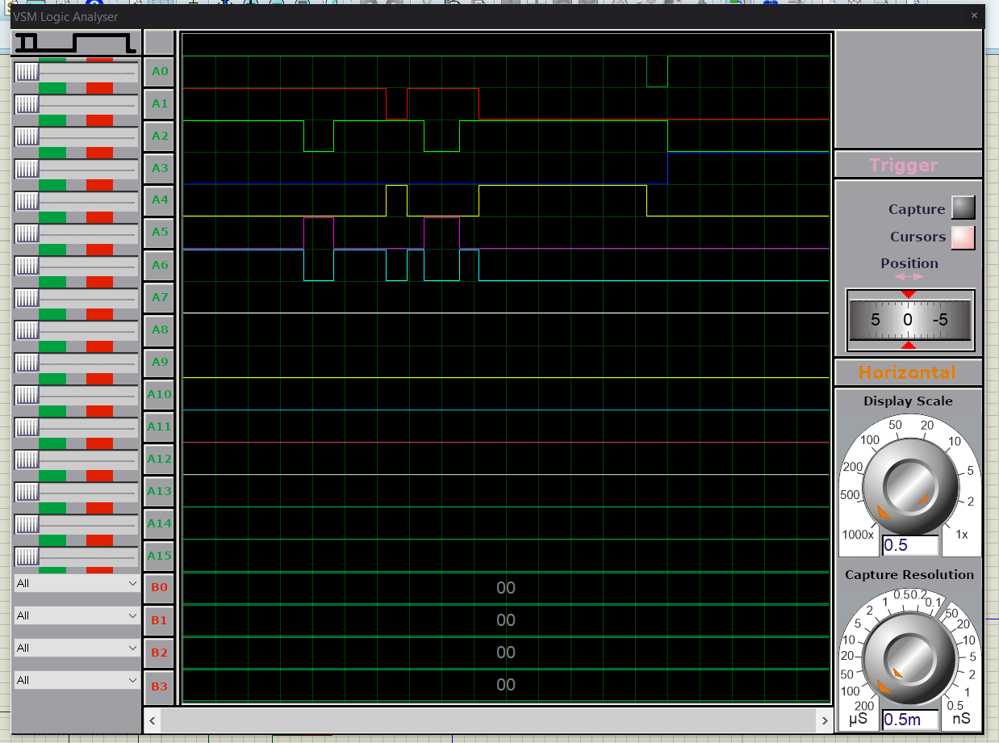 VSM Logic Analyser
×
A0
A1
A2
A3
A4
A5
A6
A7
A8
A9
A10
A11
A12
A13
A14
A15
All
B0
00
All
B1
00
All
B2
00
All
B3
00
Trigger
Capture
Cursors
Position
5 0 -5
Horizontal
Display Scale
50 20
100 10
200 5
500 2
1000x 1x
0.5
Capture Resolution
0.5 0.2
1 0.1
2 50
5 20
10 10
20 5
50 2
100 1
200 0.5
µS nS
0.5m